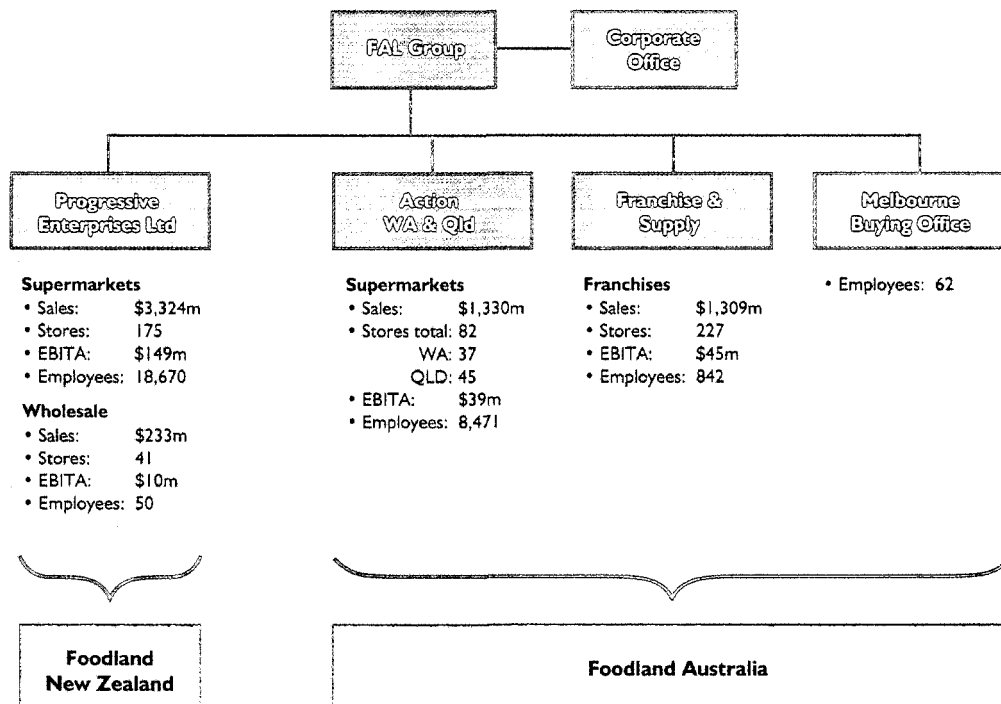 FAL Group
Corporate
Office
Progressive
Enterprises Ltd
Action
WA & Qld
Franchise &
Supply
Melbourne
Buying Office
Supermarkets
• Sales: $3,324m
• Stores: 175
• EBITA: $149m
• Employees: 18,670
Wholesale
• Sales: $233m
• Stores: 41
• EBITA: $10m
• Employees: 50
Supermarkets
• Sales: $1,330m
• Stores total: 82
WA: 37
QLD: 45
• EBITA: $39m
• Employees: 8,471
Franchises
• Sales: $1,309m
• Stores: 227
• EBITA: $45m
• Employees: 842
• Employees: 62
Foodland
New Zealand
Foodland Australia